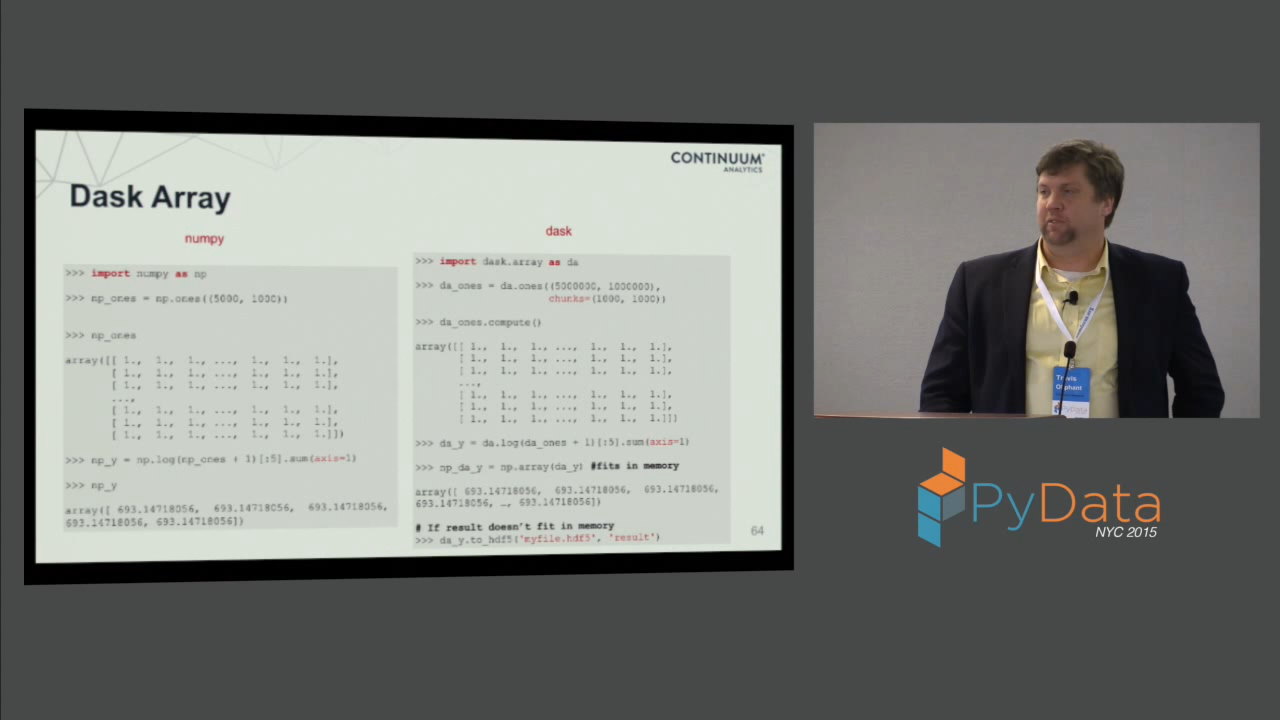 CONTINUUM
ANALYTICS
Dask Array
numpy
>>> import numpy as np
>>> np_ones = np.ones((5000, 1000))
>>> np_ones
array([[ 1., 1., 1., ..., 1., 1., 1.],
[ 1., 1., 1., ..., 1., 1., 1.],
[ 1., 1., 1., ..., 1., 1., 1.],
...,
[ 1., 1., 1., ..., 1., 1., 1.],
[ 1., 1., 1., ..., 1., 1., 1.],
[ 1., 1., 1., ..., 1., 1., 1.]])
>>> np_y = np.log(np_ones + 1)[:5].sum(axis=1)
>>> np_y
array([ 693.14718056, 693.14718056, 693.14718056,
693.14718056, 693.14718056])
dask
>>> import dask.array as da
>>> da_ones = da.ones((5000000, 1000000),
chunks=(1000, 1000))
>>> da_ones.compute()
array([[ 1., 1., 1., ..., 1., 1., 1.],
[ 1., 1., 1., ..., 1., 1., 1.],
[ 1., 1., 1., ..., 1., 1., 1.],
...,
[ 1., 1., 1., ..., 1., 1., 1.],
[ 1., 1., 1., ..., 1., 1., 1.],
[ 1., 1., 1., ..., 1., 1., 1.]])
>>> da_y = da.log(da_ones + 1)[:5].sum(axis=1)
>>> np_da_y = np.array(da_y) #fits in memory
array([ 693.14718056, 693.14718056, 693.14718056,
693.14718056, …, 693.14718056])
# If result doesn't fit in memory
>>> da_y.to_hdf5('myfile.hdf5', 'result')
64
Travis
Oliphant
PyData
PyData
NYC 2015